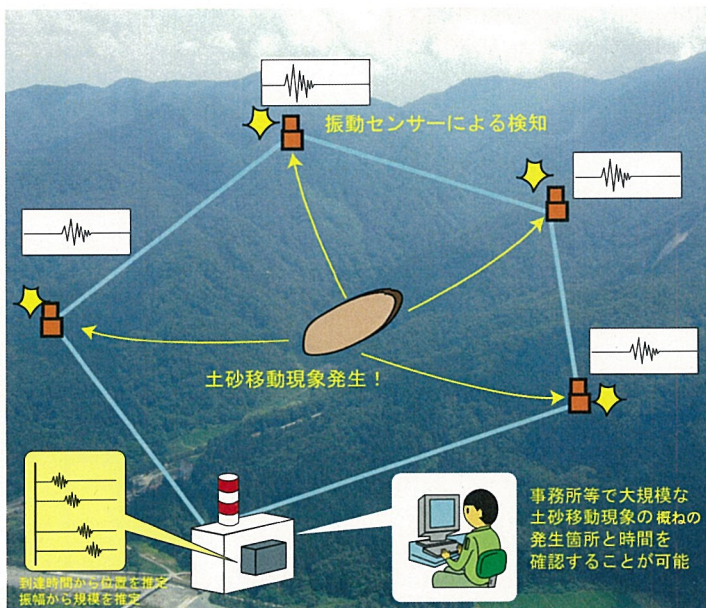 振動センサーによる検知
土砂移動現象発生！
事務所等で大規模な
土砂移動現象の概ねの
発生箇所と時間を
確認することが可能
到達時間から位置を推定
振幅から規模を推定